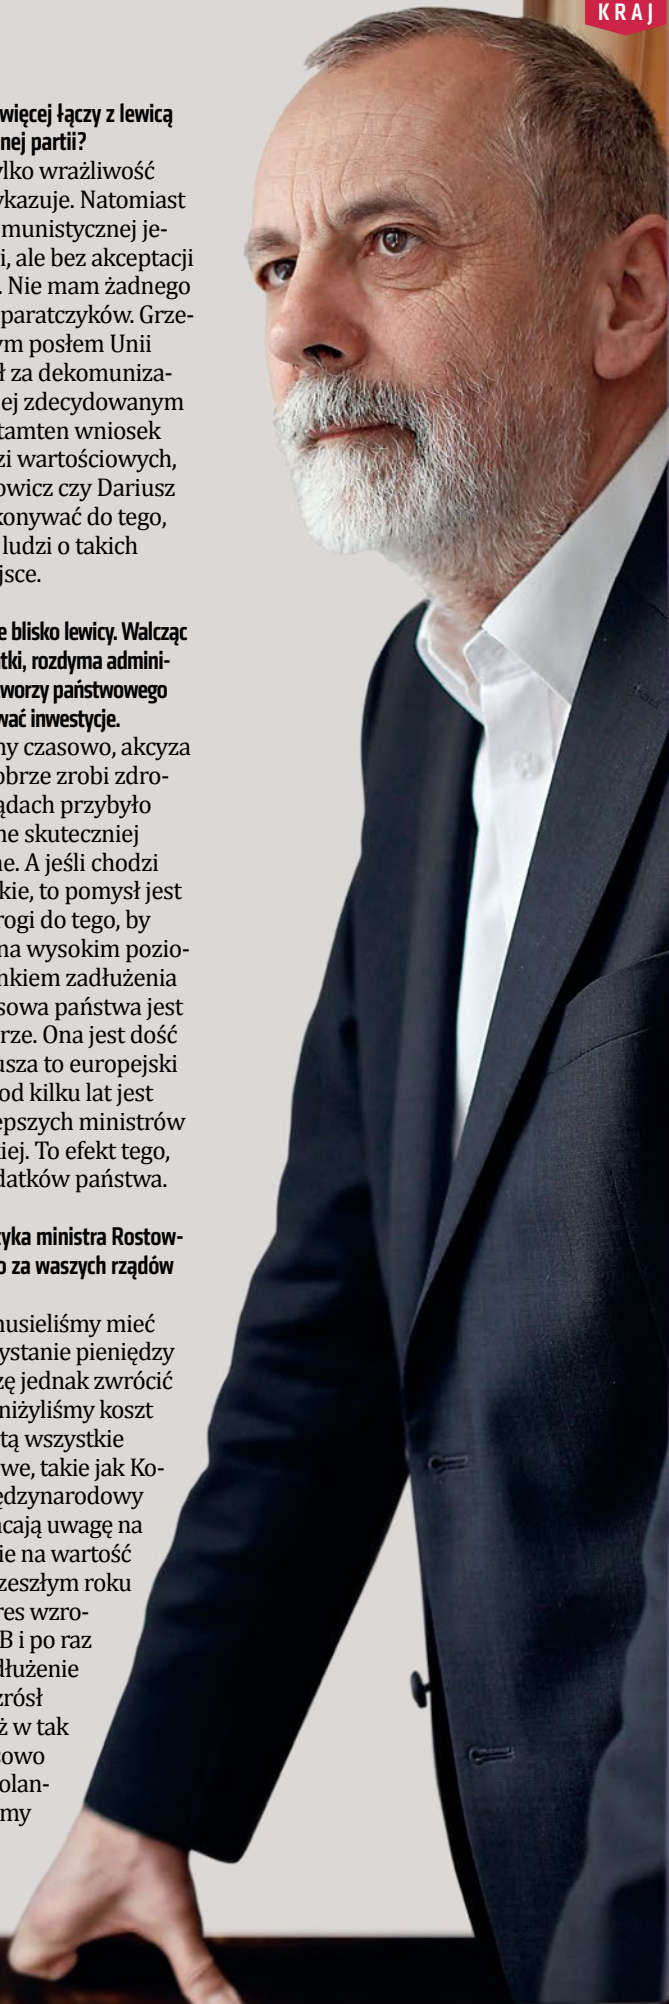 KRAJ
więcej łączy z lewicą
nej partii?
ylko wrażliwość
ykazuje. Natomiast
munistycznej je-
i, ale bez akceptacji
. Nie mam żadnego
paratczyków. Grze-
ym posłem Unii
ł za dekomuniza-
ej zdecydowanym
tamten wniosek
zi wartościowych,
owicz czy Dariusz
konywać do tego,
ludzi o takich
jsce.
e blisko lewicy. Walcząc
tki, rozdyma admini-
worzy państwowego
wać inwestycje.
ny czasowo, akcyza
obrze zrobi zdro-
ądach przybyło
ne skuteczniej
ne. A jeśli chodzi
kie, to pomysł jest
rogi do tego, by
na wysokim pozio-
nkiem zadłużenia
sowa państwa jest
rze. Ona jest dość
usza to europejski
od kilku lat jest
epszych ministrów
iej. To efekt tego,
datków państwa.
yka ministra Rostow-
o za waszych rządów
nusieliśmy mieć
ystanie pieniędzy
zę jednak zwrócić
niżyliśmy koszt
tą wszystkie
we, takie jak Ko-
ędzynarodowy
acają uwagę na
ie na wartość
zeszłym roku
res wzro-
B i po raz
dłużenie
zrósł
ż w tak
sowo
olan-
my